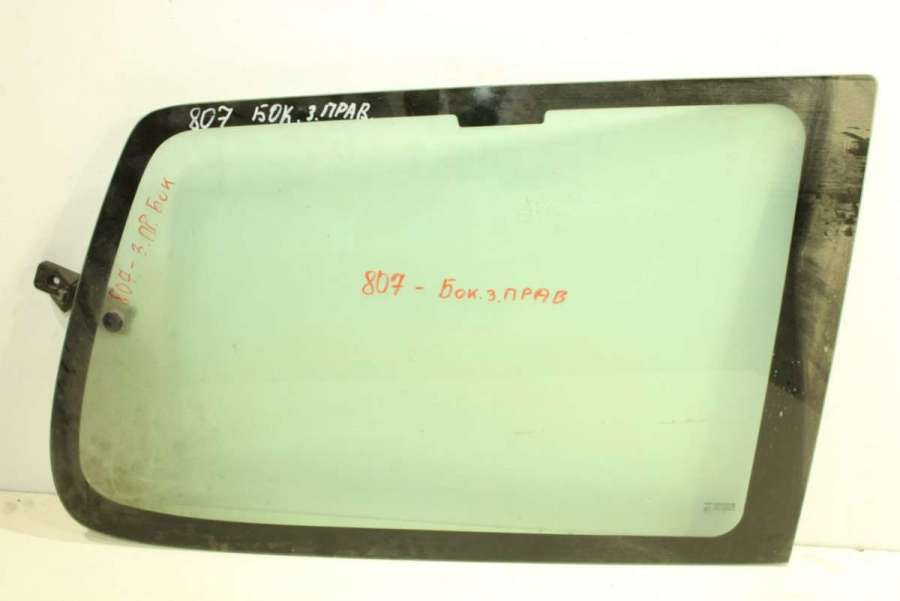 807 БОК. З. ПРАВ
807 - З. ПР. Бок
807 - Бок. З. ПРАВ